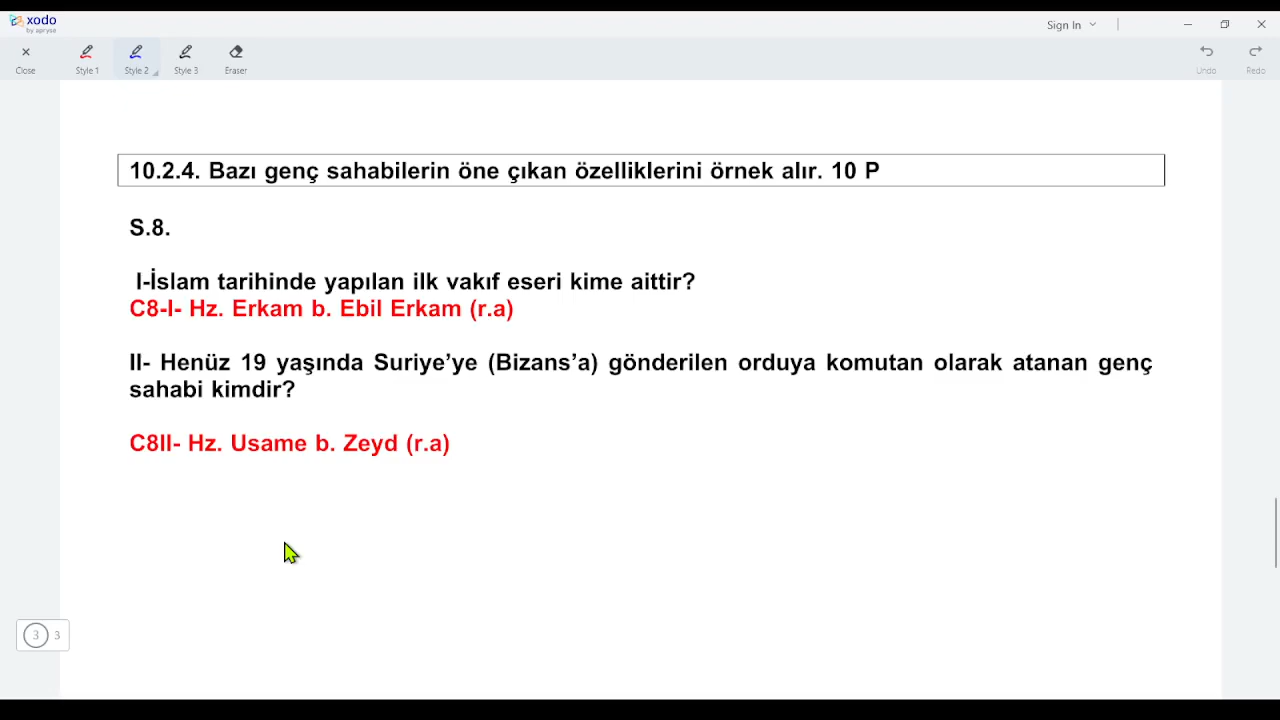 xodo
by apryse
Sign In
Close
Style 1
Style 2
Style 3
Eraser
Undo
Redo
10.2.4. Bazı genç sahabilerin öne çıkan özelliklerini örnek alır. 10 P
S.8.
I-İslam tarihinde yapılan ilk vakıf eseri kime aittir?
C8-I- Hz. Erkam b. Ebil Erkam (r.a)
II- Henüz 19 yaşında Suriye’ye (Bizans’a) gönderilen orduya komutan olarak atanan genç
sahabi kimdir?
C8II- Hz. Usame b. Zeyd (r.a)
3 3